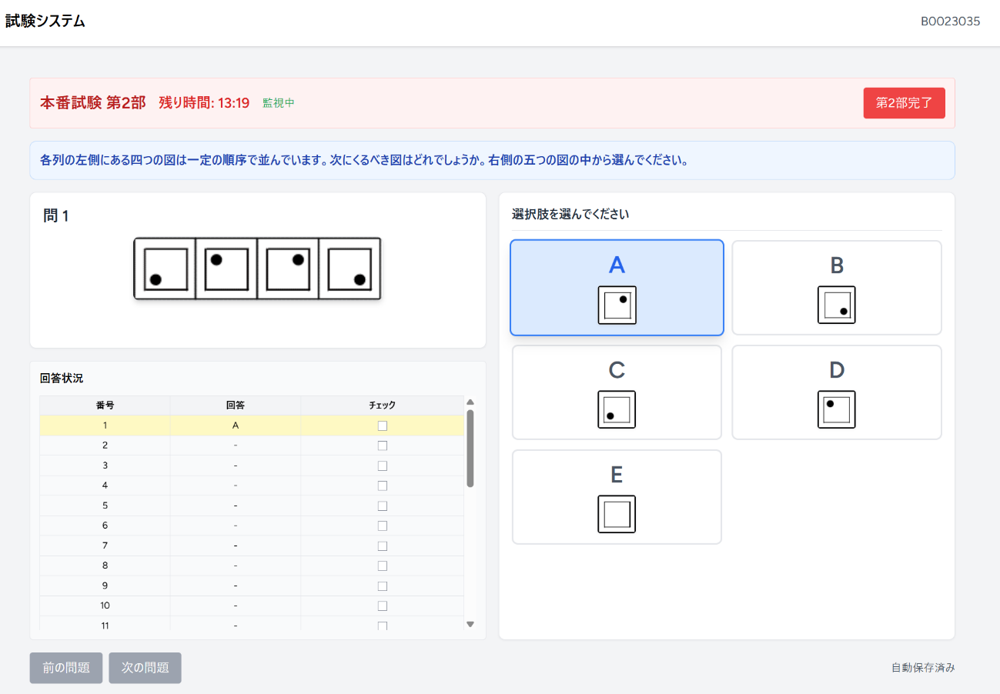 試験システム
B0023035
本番試験 第2部 残り時間: 13:19 監視中
第2部完了
各列の左側にある四つの図は一定の順序で並んでいます。次にくるべき図はどれでしょうか。右側の五つの図の中から選んでください。
問 1
回答状況
番号 回答 チェック
1 A
2 -
3 -
4 -
5 -
6 -
7 -
8 -
9 -
10 -
11 -
選択肢を選んでください
A
B
C
D
E
前の問題
次の問題
自動保存済み